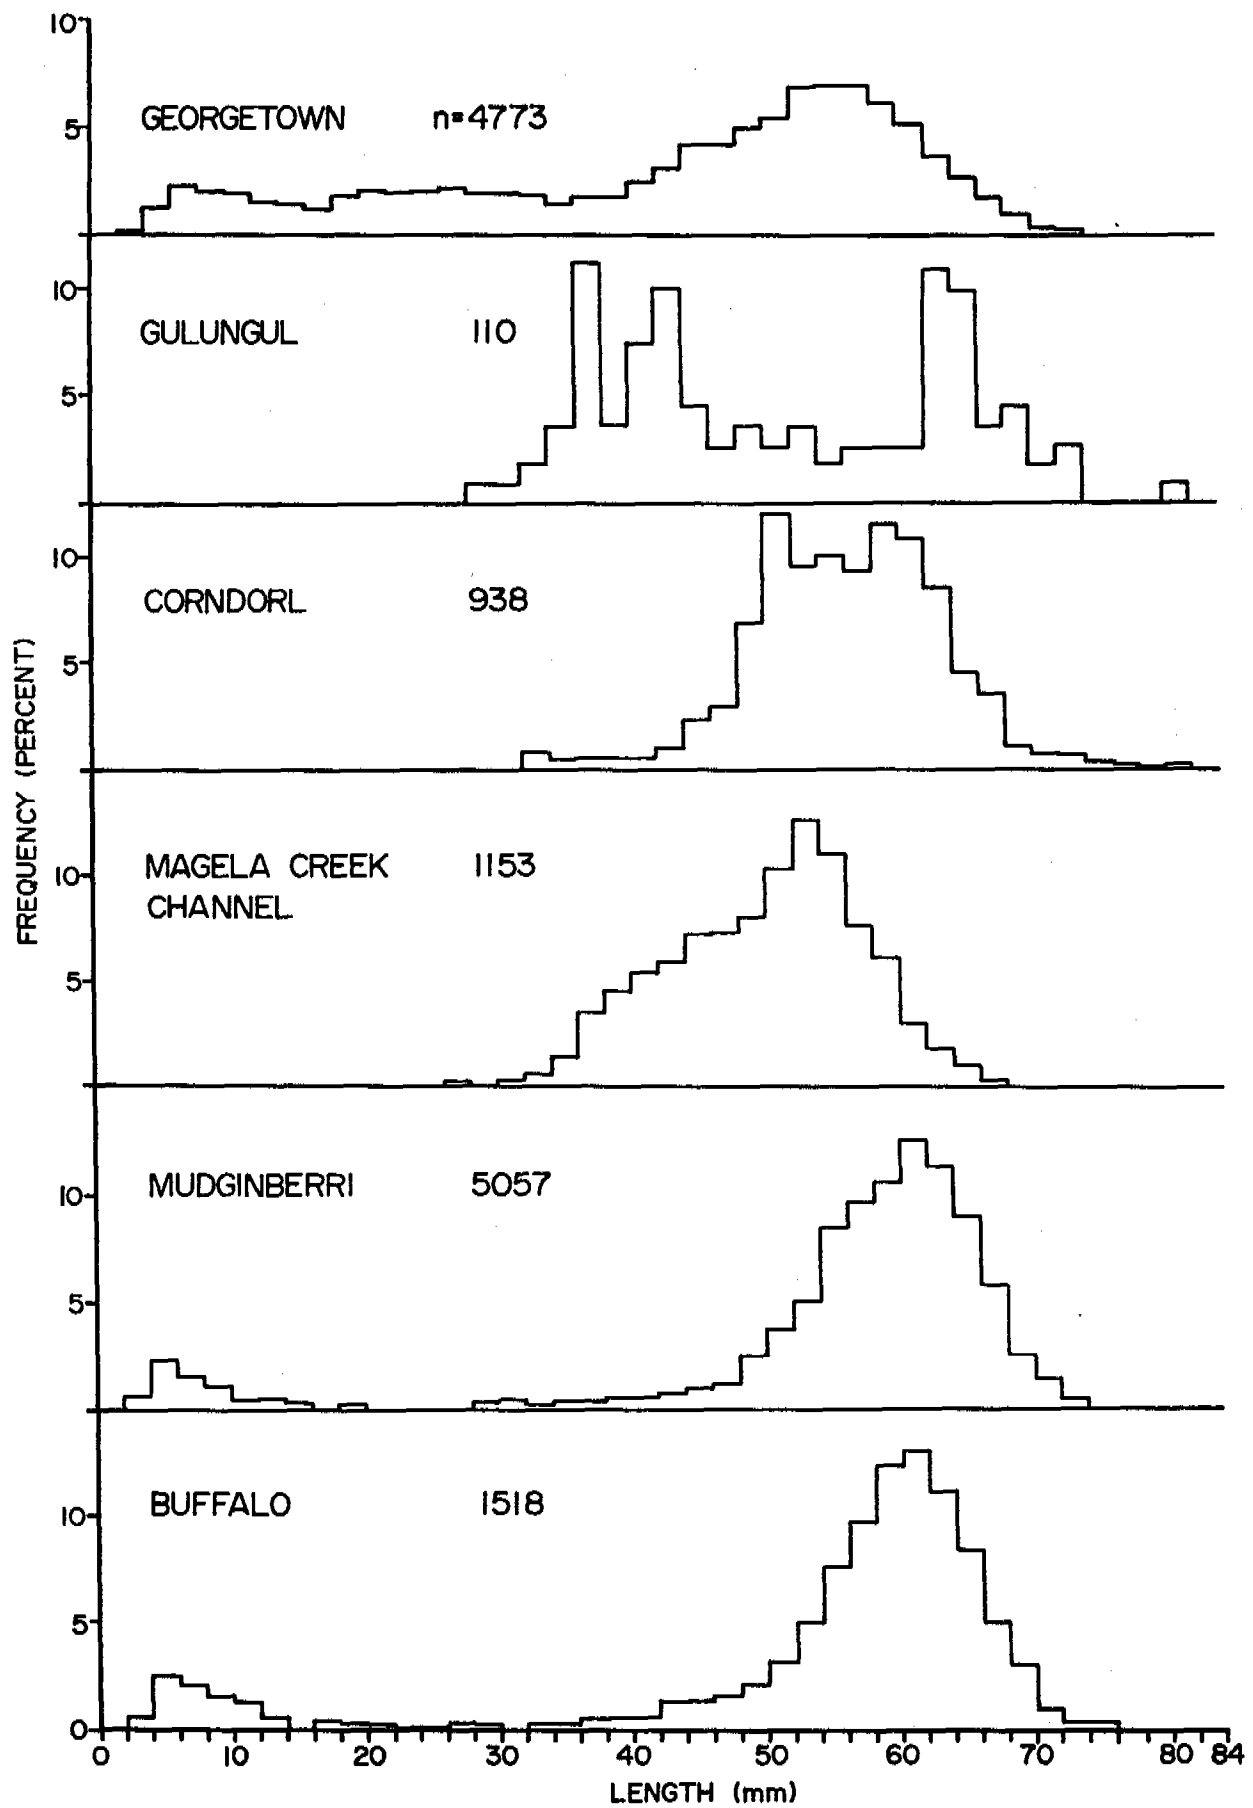 10
5
GEORGETOWN n=4773
10
5
GULUNGUL 110
10
5
CORNDORL 938
FREQUENCY (PERCENT)
10
5
MAGELA CREEK 1153
CHANNEL
10
5
MUDGINBERRI 5057
10
5
0
BUFFALO 1518
0 10 20 30 40 50 60 70 80 84
LENGTH (mm)